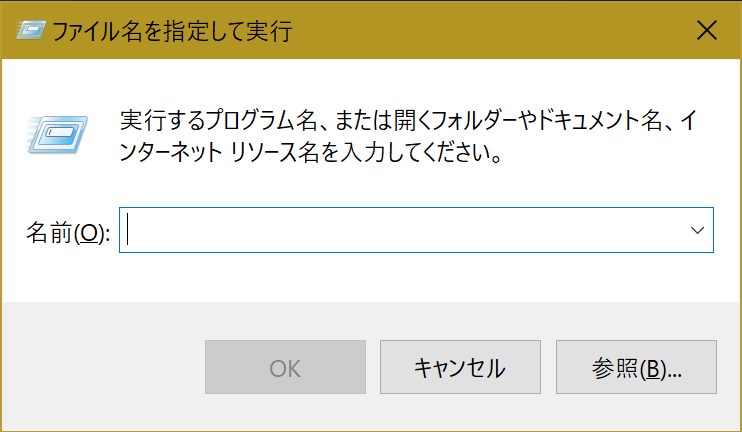 ファイル名を指定して実行
実行するプログラム名、または開くフォルダーやドキュメント名、イ
ンターネット リソース名を入力してください。
名前(O):
OK キャンセル 参照(B)...